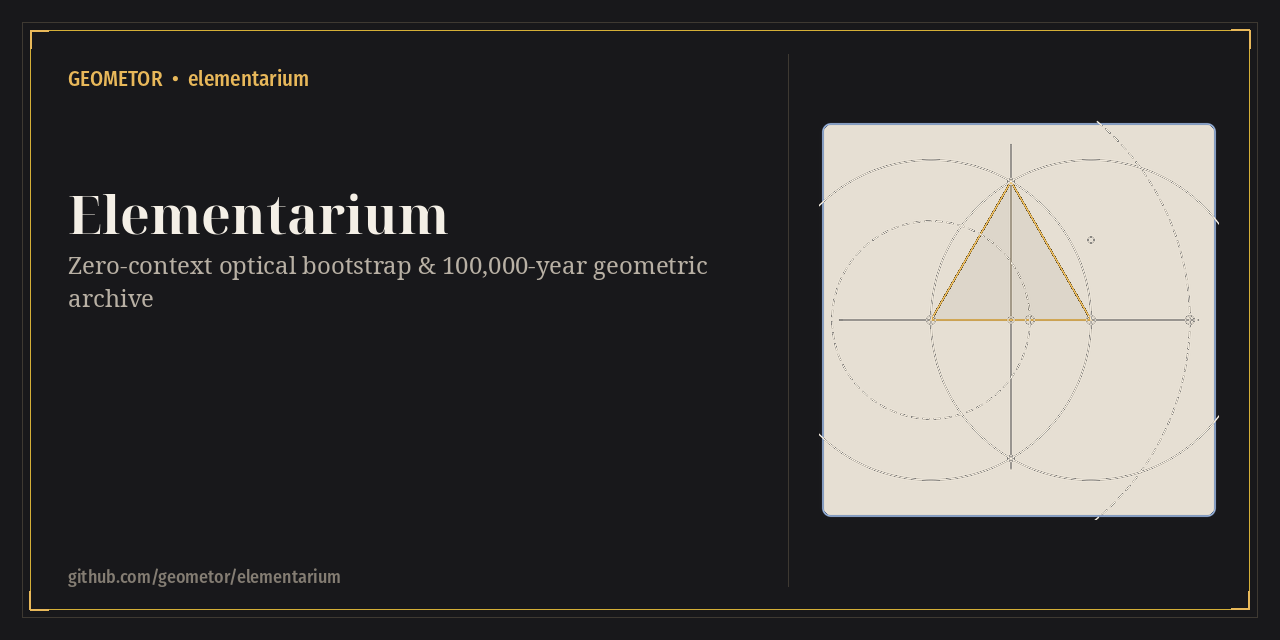 GEOMETOR • elementarium
Elementarium
Zero-context optical bootstrap & 100,000-year geometric
archive
github.com/geometor/elementarium